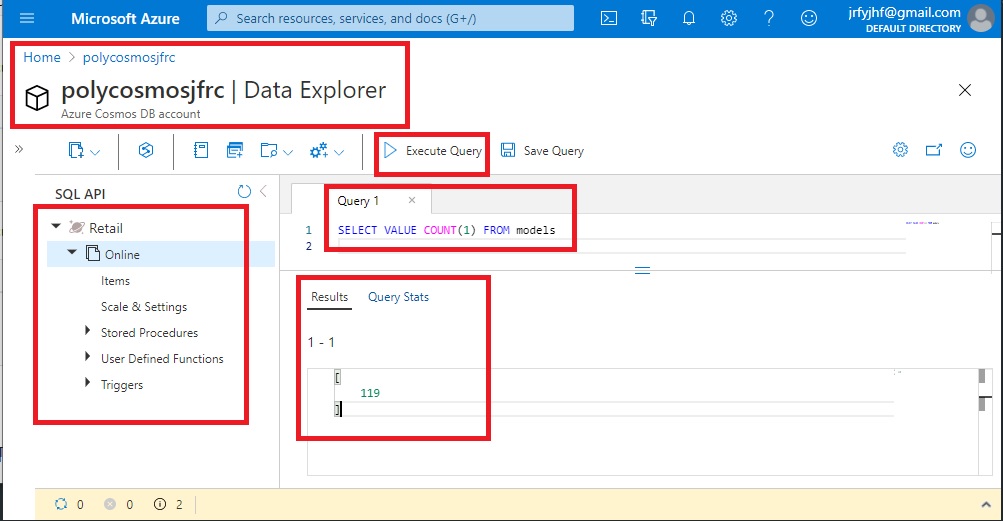 Microsoft Azure
Search resources, services, and docs (G+/)
jrfyjhf@gmail.com
DEFAULT DIRECTORY
Home > polycosmosjfrc
polycosmosjfrc | Data Explorer
Azure Cosmos DB account
Execute Query
Save Query
SQL API
Retail
Online
Items
Scale & Settings
Stored Procedures
User Defined Functions
Triggers
Query 1
1 SELECT VALUE COUNT(1) FROM models
2
Results Query Stats
1 - 1
[
119
]
0 0 2